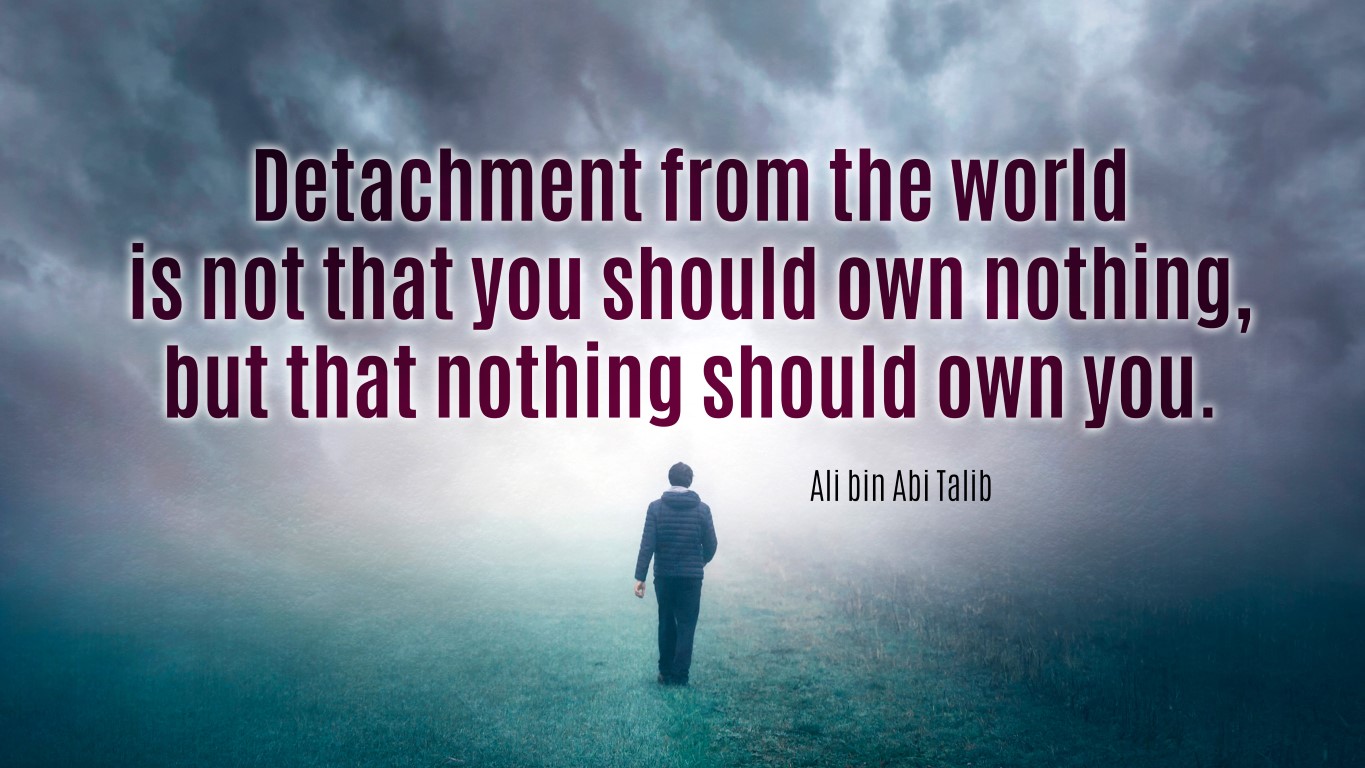 Detachment from the world
is not that you should own nothing,
but that nothing should own you.
Ali bin Abi Talib